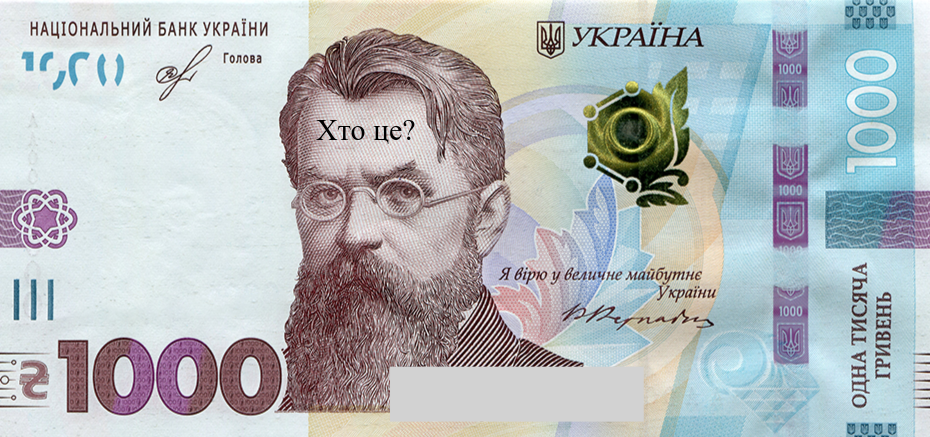 НАЦІОНАЛЬНИЙ БАНК УКРАЇНИ
Голова
УКРАЇНА
Хто це?
1000
1000
1000
1000
Я вірю у величне майбутнє
України
В Вернадський
1000
ОДНА ТИСЯЧА
ГРИВЕНЬ
₴1000